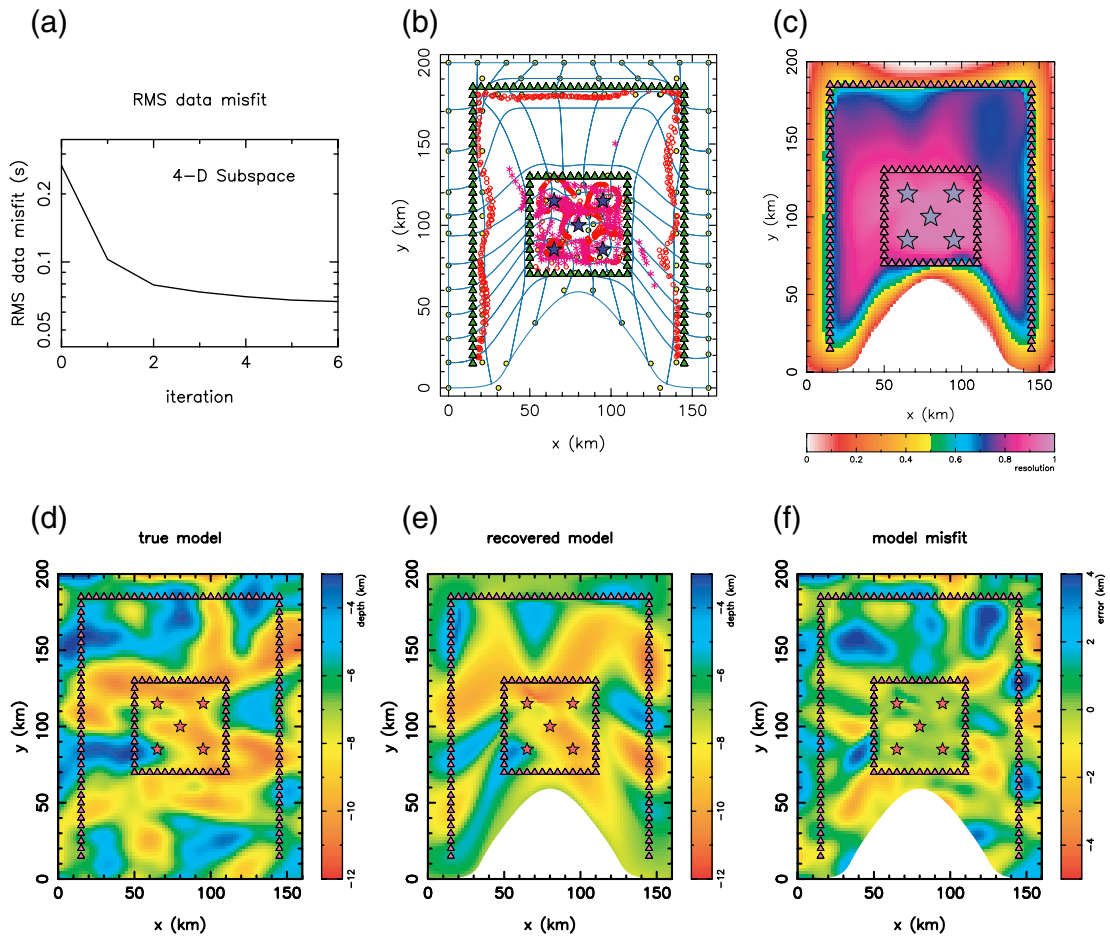 (a)
RMS data misfit
4-D Subspace
RMS data misfit (s)
0.2
0.1
0.05
0 2 4 6
iteration
(b)
200
150
100
50
0
y (km)
0 50 100 150
x (km)
(c)
200
150
100
50
0
y (km)
0 50 100 150
x (km)
0 0.2 0.4 0.6 0.8 1
resolution
(d)
true model
200
150
100
50
0
y (km)
0 50 100 150
x (km)
depth (km)
-4
-6
-8
-10
-12
(e)
recovered model
200
150
100
50
0
y (km)
0 50 100 150
x (km)
depth (km)
-4
-6
-8
-10
-12
(f)
model misfit
200
150
100
50
0
y (km)
0 50 100 150
x (km)
error (km)
4
2
0
-2
-4